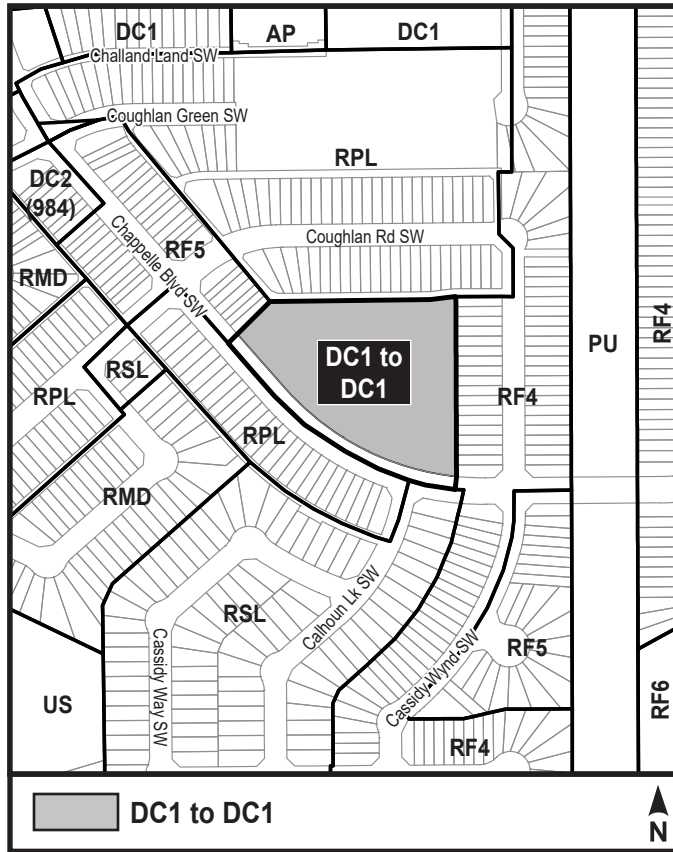 DC1
AP
DC1
Challand Land SW
Coughlan Green SW
RPL
DC2
(984)
Coughlan Rd SW
Chappelle Blvd SW
RF5
RMD
PU
RF4
DC1 to
DC1
RSL
RPL
RF4
RPL
RMD
RSL
Calhoun Lk SW
Cassidy Way SW
Cassidy Wynd SW
RF5
US
RF6
RF4
DC1 to DC1
N